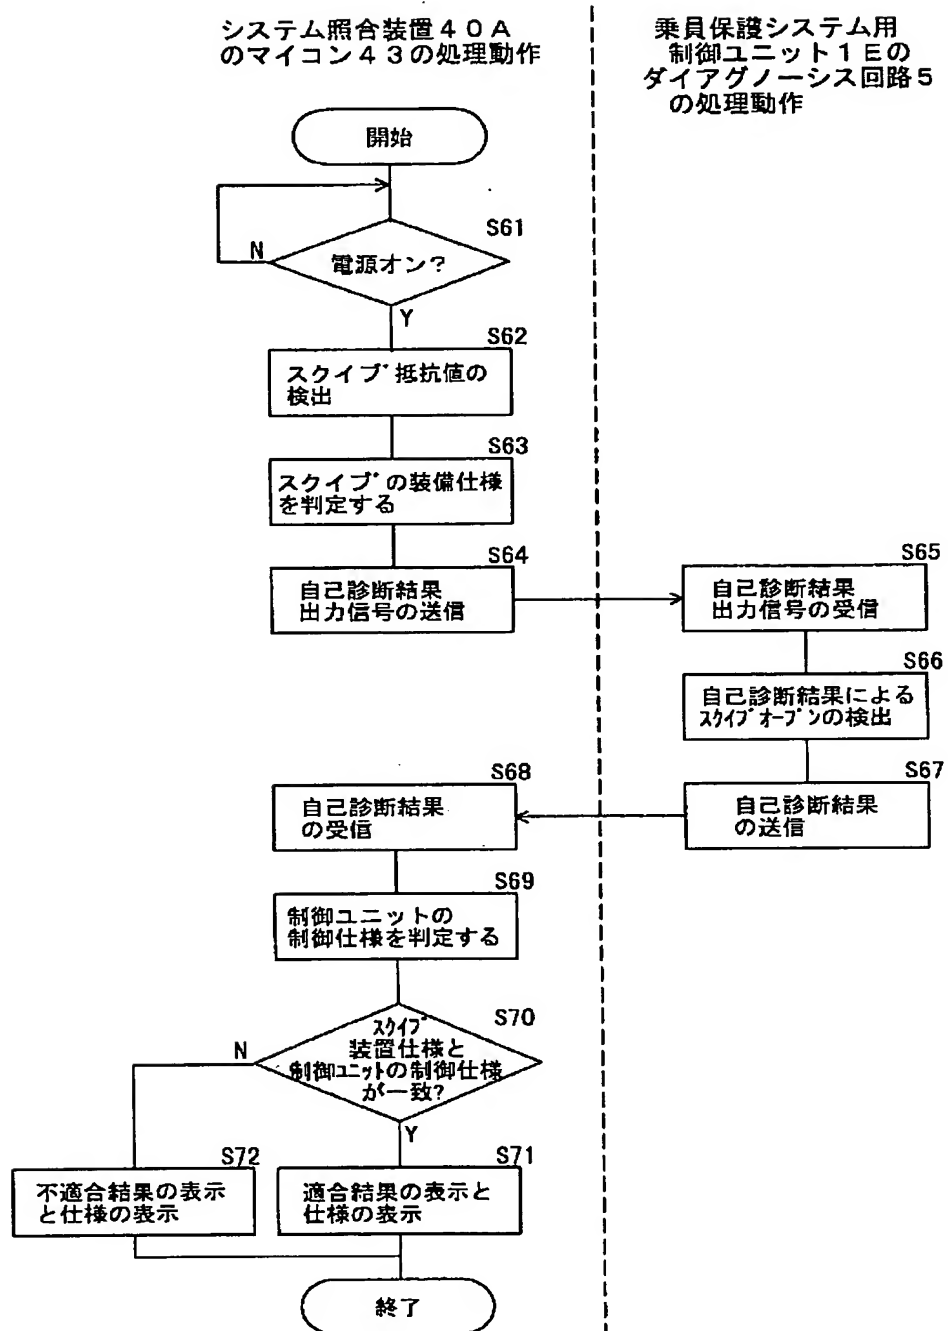 システム照合装置４０Ａ
のマイコン４３の処理動作
乗員保護システム用
制御ユニット１Ｅの
ダイアグノーシス回路５
の処理動作
開始
S61
N
電源オン？
Y
S62
スクイブ抵抗値の
検出
S63
スクイブの装備仕様
を判定する
S64
自己診断結果
出力信号の送信
S65
自己診断結果
出力信号の受信
S66
自己診断結果による
スクイブオープンの検出
S67
自己診断結果
の送信
S68
自己診断結果
の受信
S69
制御ユニットの
制御仕様を判定する
S70
N
スクイブ
装置仕様と
制御ユニットの制御仕様
が一致?
Y
S72
不適合結果の表示
と仕様の表示
S71
適合結果の表示と
仕様の表示
終了